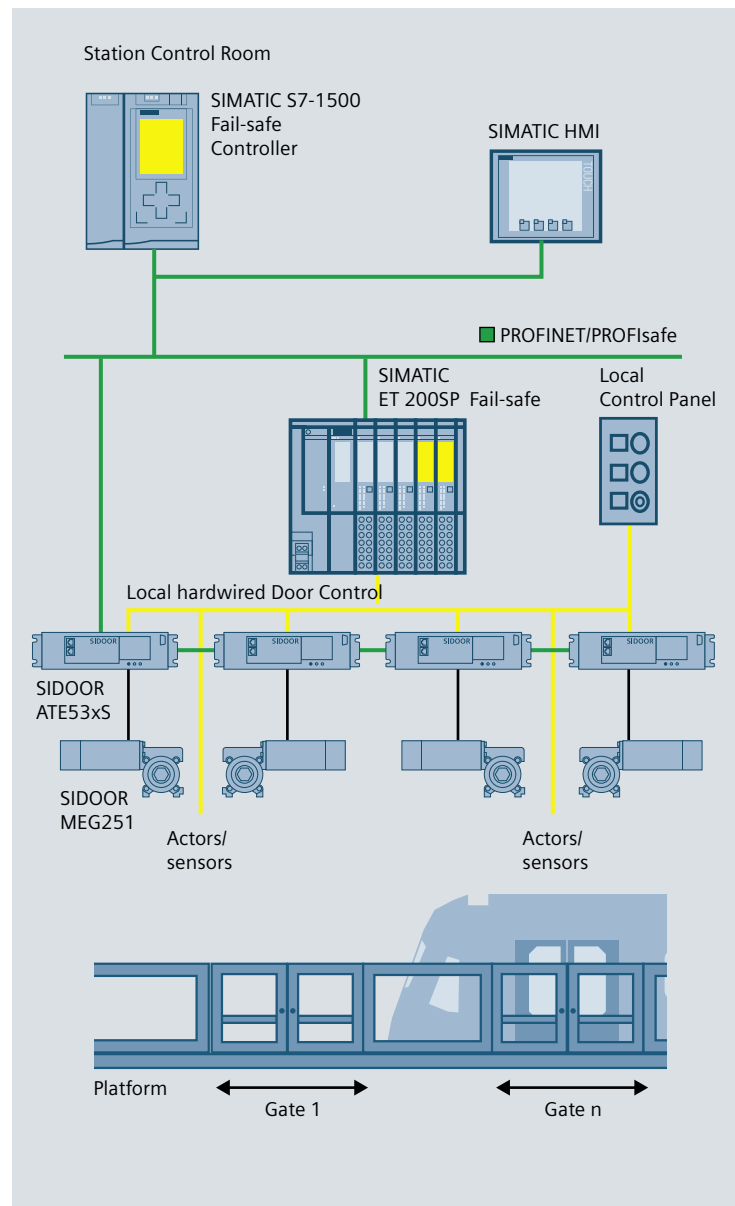 Station Control Room
SIMATIC S7-1500
Fail-safe
Controller
SIMATIC HMI
TOUCH
PROFINET/PROFIsafe
SIMATIC
ET 200SP Fail-safe
Local
Control Panel
Local hardwired Door Control
SIDOOR
SIDOOR
SIDOOR
SIDOOR
SIDOOR
ATE53xS
SIDOOR
MEG251
Actors/
sensors
Actors/
sensors
Platform
Gate 1
Gate n